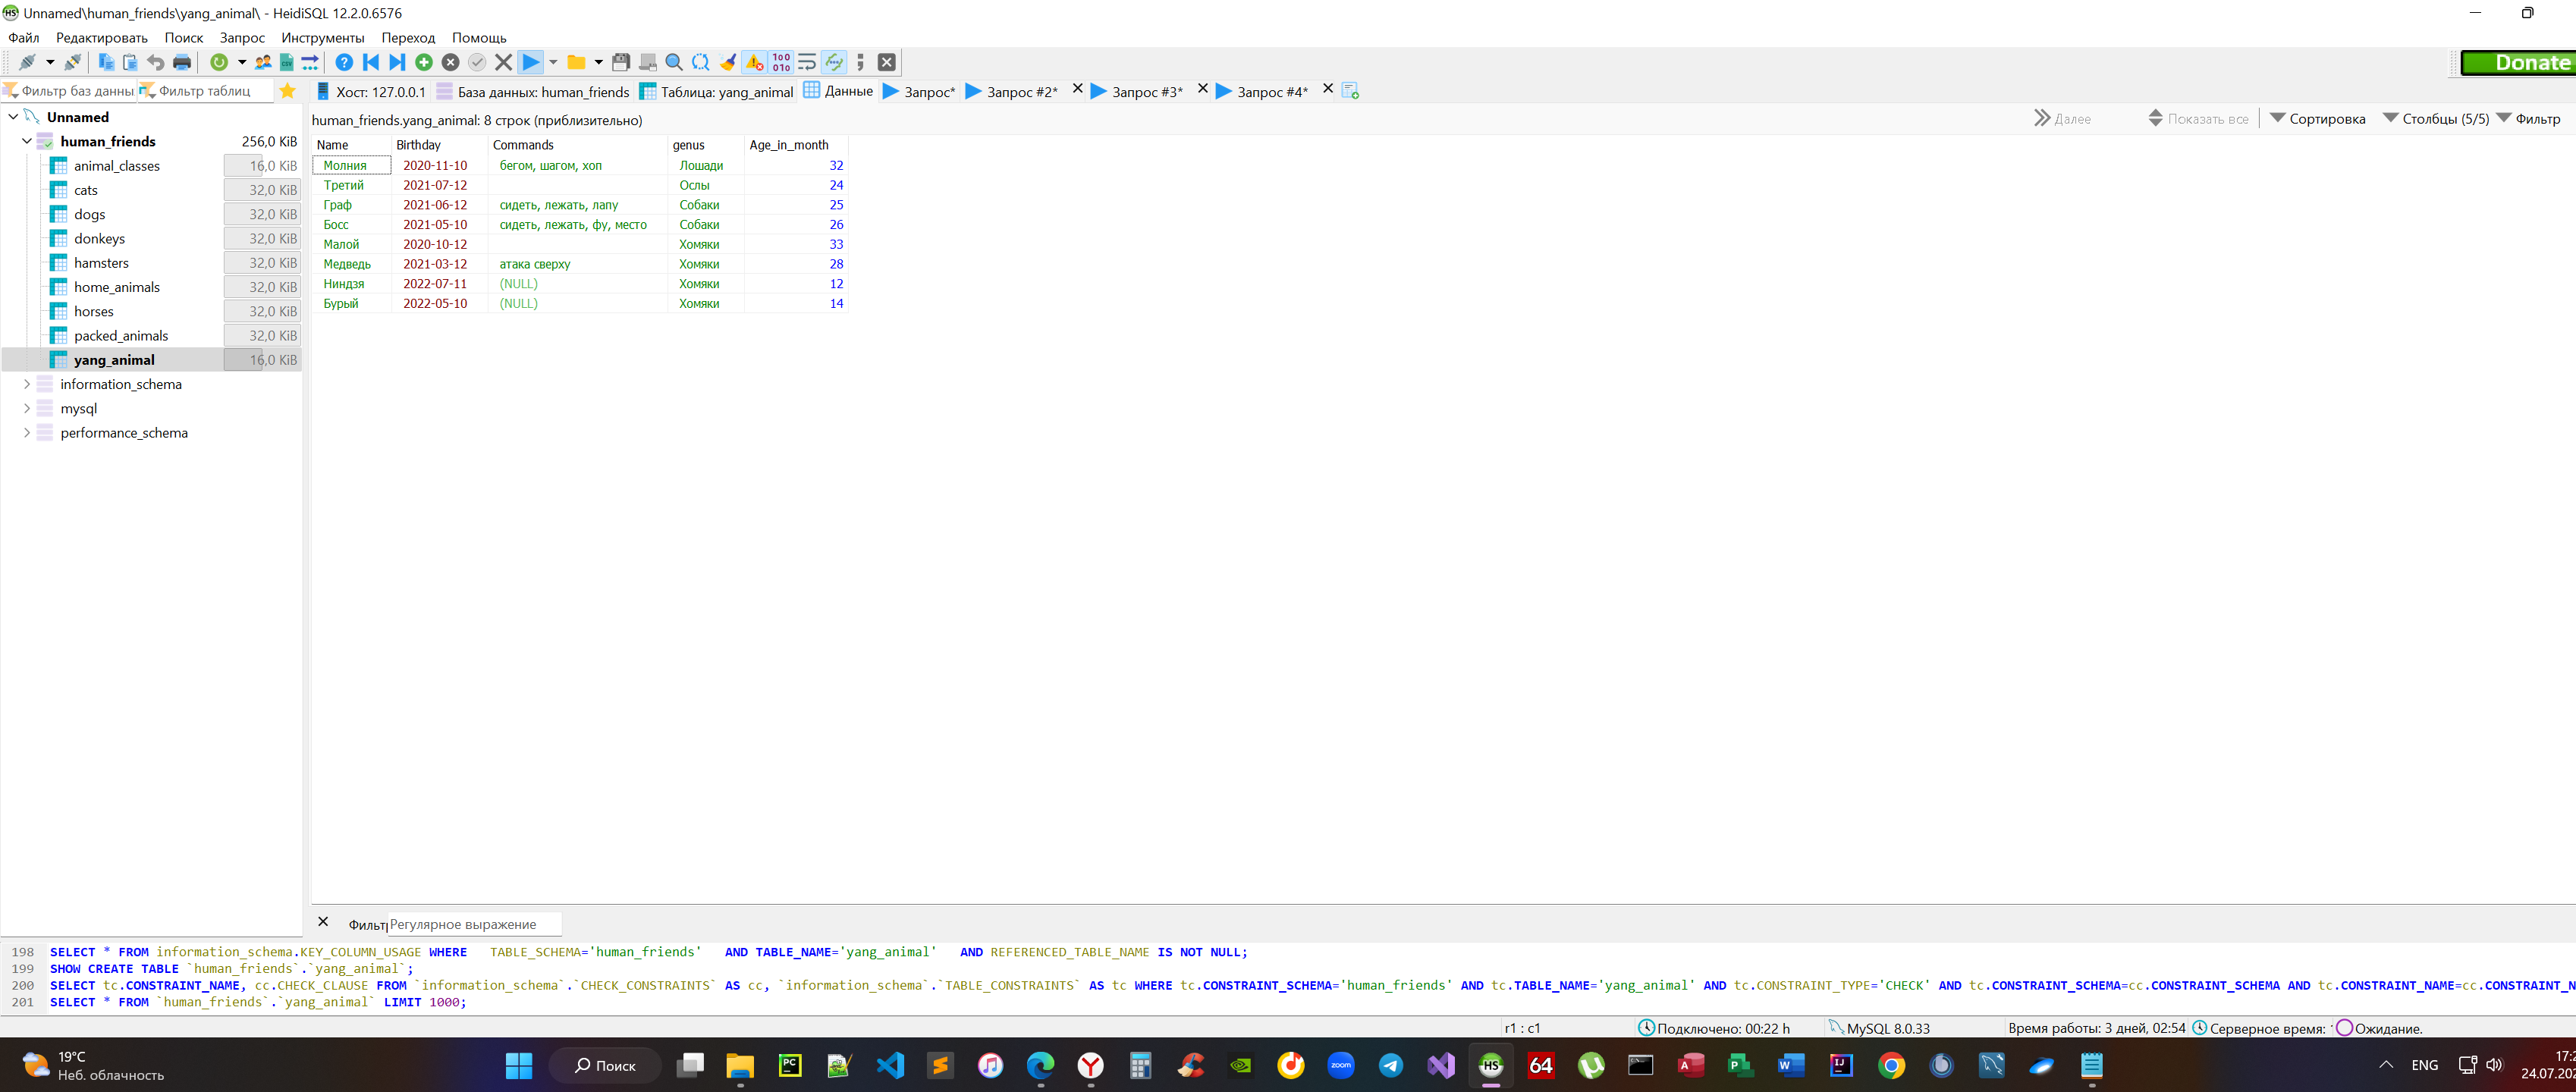 Unnamed\human_friends\yang_animal\ - HeidiSQL 12.2.0.6576
Файл Редактировать Поиск Запрос Инструменты Переход Помощь
Donate
Фильтр баз данны Фильтр таблиц Хост: 127.0.0.1 База данных: human_friends Таблица: yang_animal Данные Запрос* Запрос #2* Запрос #3* Запрос #4*
Unnamed
human_friends 256,0 KiB
animal_classes 16,0 KiB
cats 32,0 KiB
dogs 32,0 KiB
donkeys 32,0 KiB
hamsters 32,0 KiB
home_animals 32,0 KiB
horses 32,0 KiB
packed_animals 32,0 KiB
yang_animal 16,0 KiB
information_schema
mysql
performance_schema
human_friends.yang_animal: 8 строк (приблизительно) Далее Показать все Сортировка Столбцы (5/5) Фильтр
Name Birthday Commands genus Age_in_month
Молния 2020-11-10 бегом, шагом, хоп Лошади 32
Третий 2021-07-12 Ослы 24
Граф 2021-06-12 сидеть, лежать, лапу Собаки 25
Босс 2021-05-10 сидеть, лежать, фу, место Собаки 26
Малой 2020-10-12 Хомяки 33
Медведь 2021-03-12 атака сверху Хомяки 28
Ниндзя 2022-07-11 (NULL) Хомяки 12
Бурый 2022-05-10 (NULL) Хомяки 14
Фильтр Регулярное выражение
198 SELECT * FROM information_schema.KEY_COLUMN_USAGE WHERE TABLE_SCHEMA='human_friends' AND TABLE_NAME='yang_animal' AND REFERENCED_TABLE_NAME IS NOT NULL;
199 SHOW CREATE TABLE `human_friends`.`yang_animal`;
200 SELECT tc.CONSTRAINT_NAME, cc.CHECK_CLAUSE FROM `information_schema`.`CHECK_CONSTRAINTS` AS cc, `information_schema`.`TABLE_CONSTRAINTS` AS tc WHERE tc.CONSTRAINT_SCHEMA='human_friends' AND tc.TABLE_NAME='yang_animal' AND tc.CONSTRAINT_TYPE='CHECK' AND tc.CONSTRAINT_SCHEMA=cc.CONSTRAINT_SCHEMA AND tc.CONSTRAINT_NAME=cc.CONSTRAINT_N
201 SELECT * FROM `human_friends`.`yang_animal` LIMIT 1000;
r1 : c1 Подключено: 00:22 h MySQL 8.0.33 Время работы: 3 дней, 02:54 Серверное время: Ожидание.
19°C
Неб. облачность
Поиск
zoom
HS
64
ENG
17:2
24.07.202